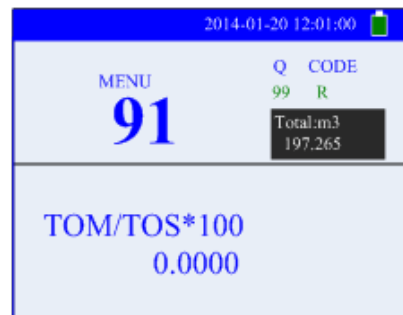 2014-01-20 12:01:00
MENU
91
Q CODE
99 R
Total:m3
197.265
TOM/TOS*100
0.0000